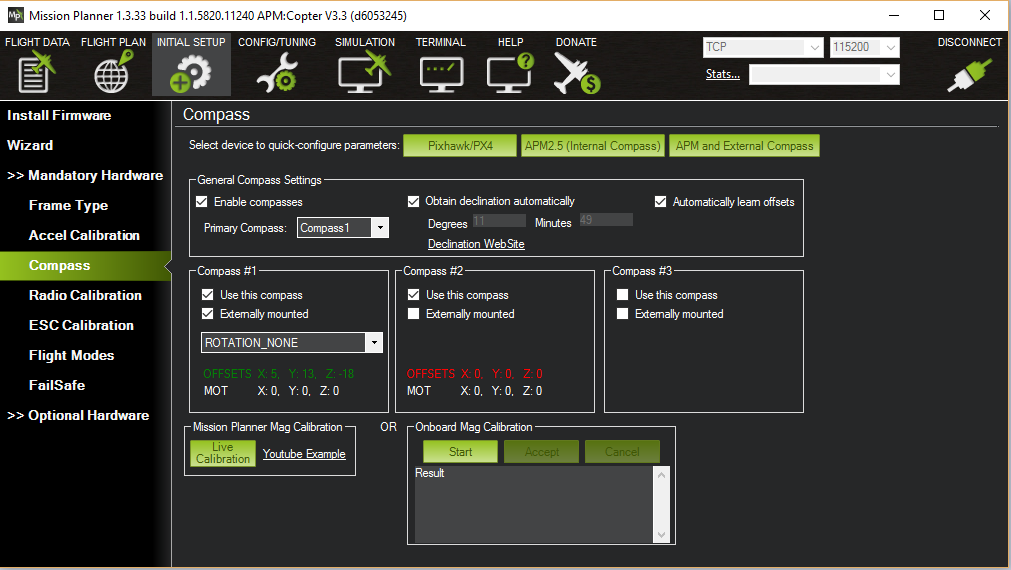 Mission Planner 1.3.33 build 1.1.5820.11240 APM:Copter V3.3 (d6053245)
FLIGHT DATA FLIGHT PLAN INITIAL SETUP CONFIG/TUNING SIMULATION TERMINAL HELP DONATE TCP 115200 DISCONNECT
Stats...
Install Firmware
Wizard
>> Mandatory Hardware
Frame Type
Accel Calibration
Compass
Radio Calibration
ESC Calibration
Flight Modes
FailSafe
>> Optional Hardware
Compass
Select device to quick-configure parameters: Pixhawk/PX4 APM2.5 (Internal Compass) APM and External Compass
General Compass Settings
Enable compasses Obtain declination automatically Automatically learn offsets
Primary Compass: Compass1 Degrees 11 Minutes 49
Declination WebSite
Compass #1
Use this compass
Externally mounted
ROTATION_NONE
OFFSETS X: 5, Y: 13, Z: -18
MOT X: 0, Y: 0, Z: 0
Compass #2
Use this compass
Externally mounted
OFFSETS X: 0, Y: 0, Z: 0
MOT X: 0, Y: 0, Z: 0
Compass #3
Use this compass
Externally mounted
Mission Planner Mag Calibration
Live
Calibration
Youtube Example
OR
Onboard Mag Calibration
Start Accept Cancel
Result